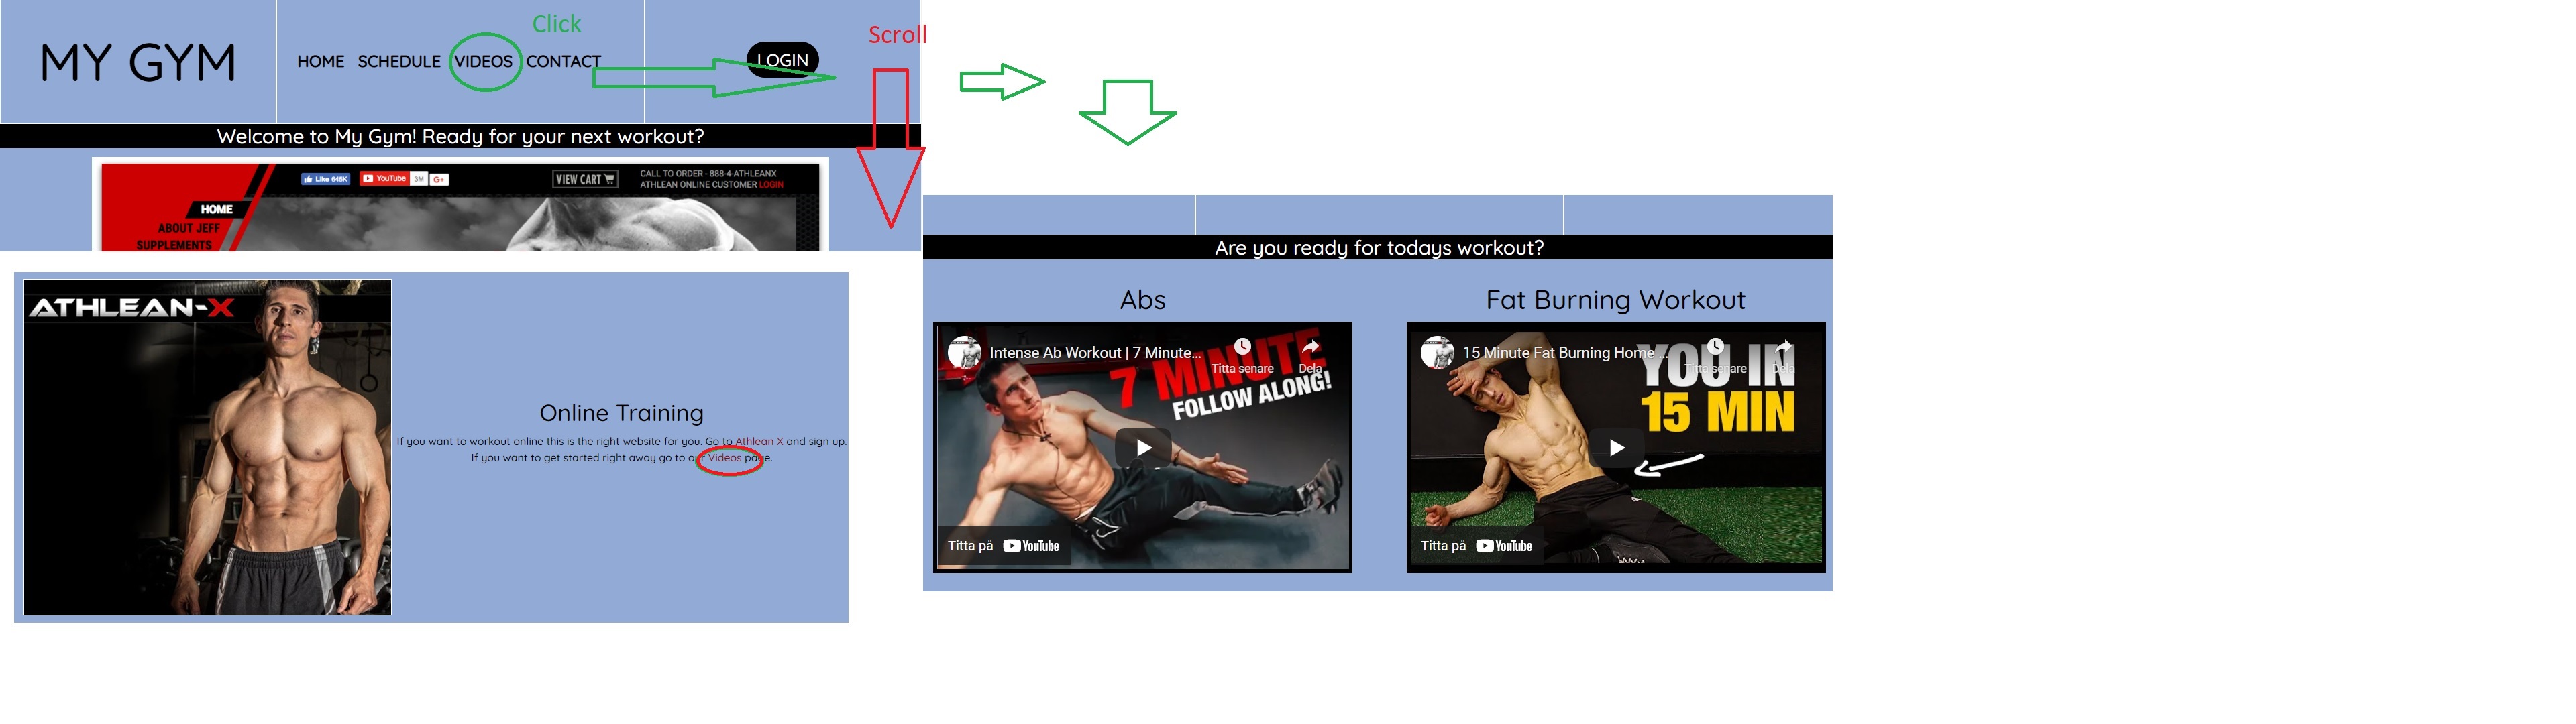 Click
Scroll
MY GYM
HOME SCHEDULE VIDEOS CONTACT
LOGIN
Welcome to My Gym! Ready for your next workout?
Like 645K YouTube 3M G+
VIEW CART
CALL TO ORDER - 888-4-ATHLEANX
ATHLEAN ONLINE CUSTOMER LOGIN
HOME
ABOUT JEFF
SUPPLEMENTS
ATHLEAN-X
Online Training
If you want to workout online this is the right website for you. Go to Athlean X and sign up.
If you want to get started right away go to our Videos page.
Are you ready for todays workout?
Abs
Intense Ab Workout | 7 Minute...
Titta senare Dela
7 MINUTE
FOLLOW ALONG!
Titta på YouTube
Fat Burning Workout
15 Minute Fat Burning Home ...
Titta senare Dela
YOU IN
15 MIN
Titta på YouTube